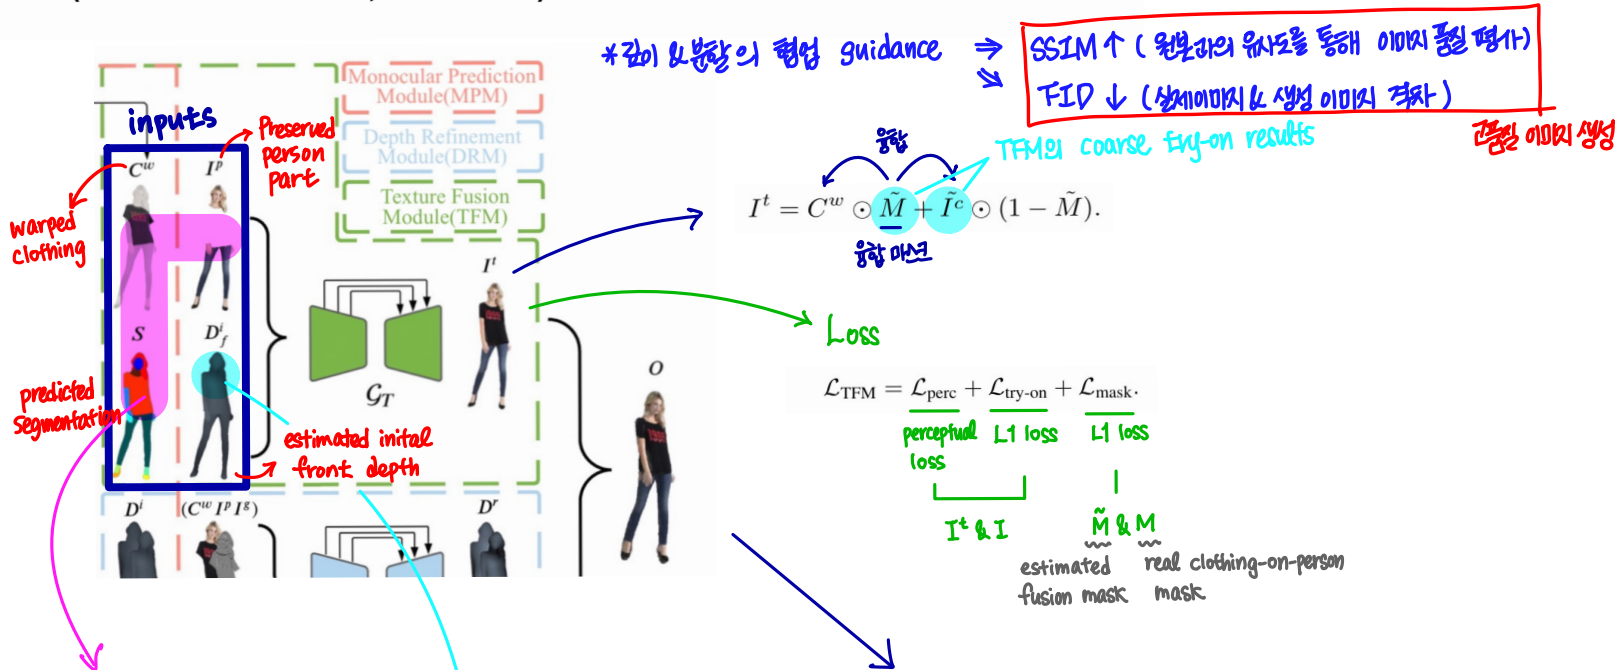 *깊이 & 분할의 협업 guidance ⇒ SSIM ↑ ( 원본과의 유사도를 통해 이미지 품질 평가)
⇒ FID ↓ ( 실제이미지 & 생성 이미지 격차 )
고품질 이미지 생성
Monocular Prediction
Module(MPM)
Depth Refinement
Module(DRM)
Texture Fusion
Module(TFM)
inputs
Preserved
person
part
C^w
I^p
warped
clothing
S
D_f^i
predicted
segmentation
estimated inital
front depth
G_T
I^t
O
D^i
(C^w I^p I^g)
D^r
융합
TFM의 coarse try-on results
I^t = C^w ⊙ M̃ + Ĩ^c ⊙ (1 − M̃).
융합 마스크
Loss
L_TFM = L_perc + L_try-on + L_mask.
perceptual
loss
L1 loss
L1 loss
I^t & I
M̃ & M
estimated
fusion mask
real clothing-on-person
mask